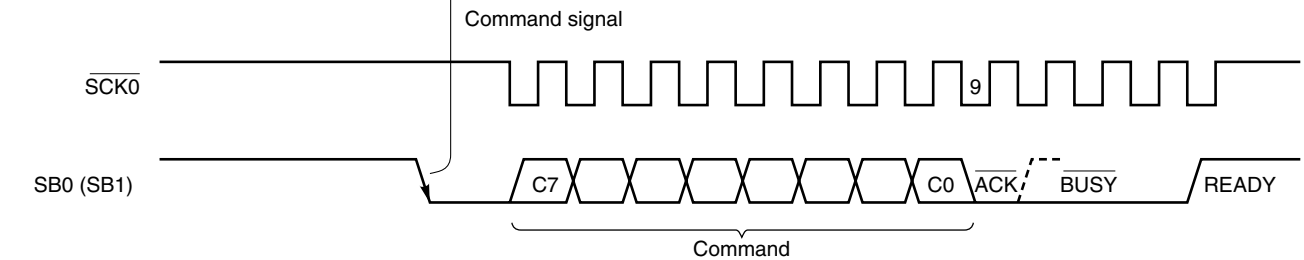 Command signal
SCK0
9
SB0 (SB1)
C7
C0
ACK
BUSY
READY
Command